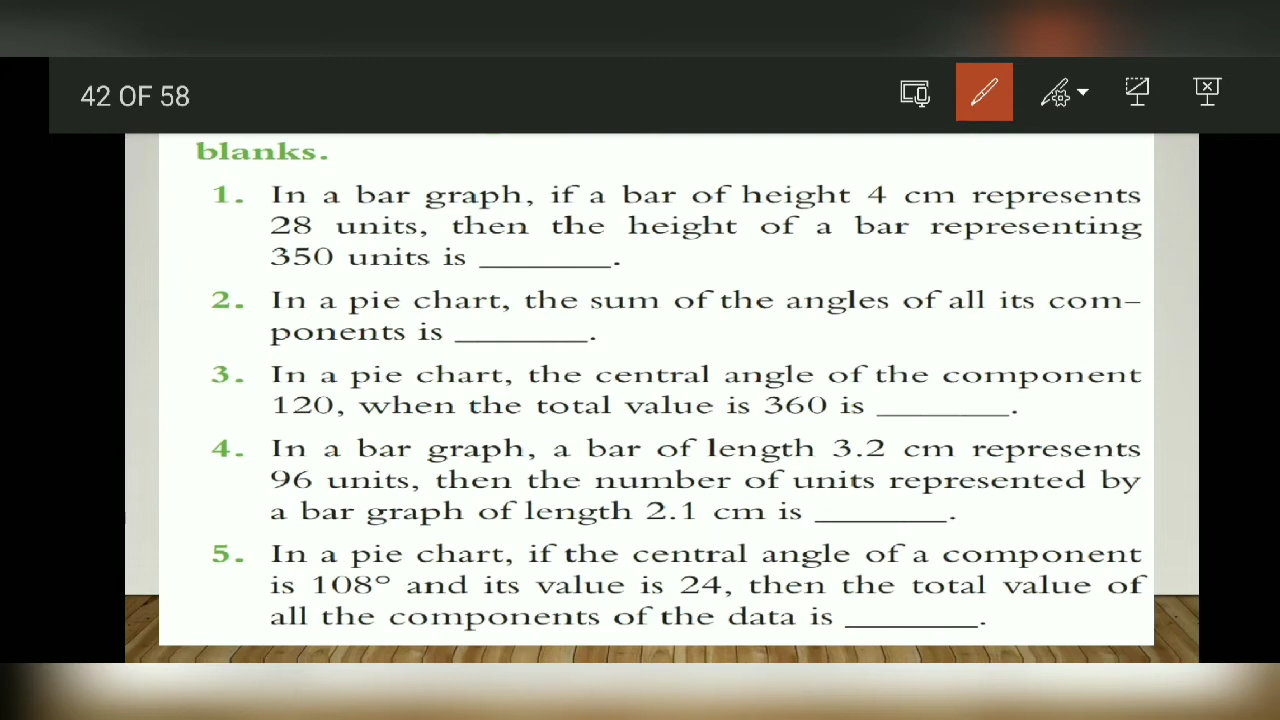 42 OF 58
blanks.
1. In a bar graph, if a bar of height 4 cm represents
28 units, then the height of a bar representing
350 units is ________.
2. In a pie chart, the sum of the angles of all its com–
ponents is ________.
3. In a pie chart, the central angle of the component
120, when the total value is 360 is ________.
4. In a bar graph, a bar of length 3.2 cm represents
96 units, then the number of units represented by
a bar graph of length 2.1 cm is ________.
5. In a pie chart, if the central angle of a component
is 108° and its value is 24, then the total value of
all the components of the data is ________.